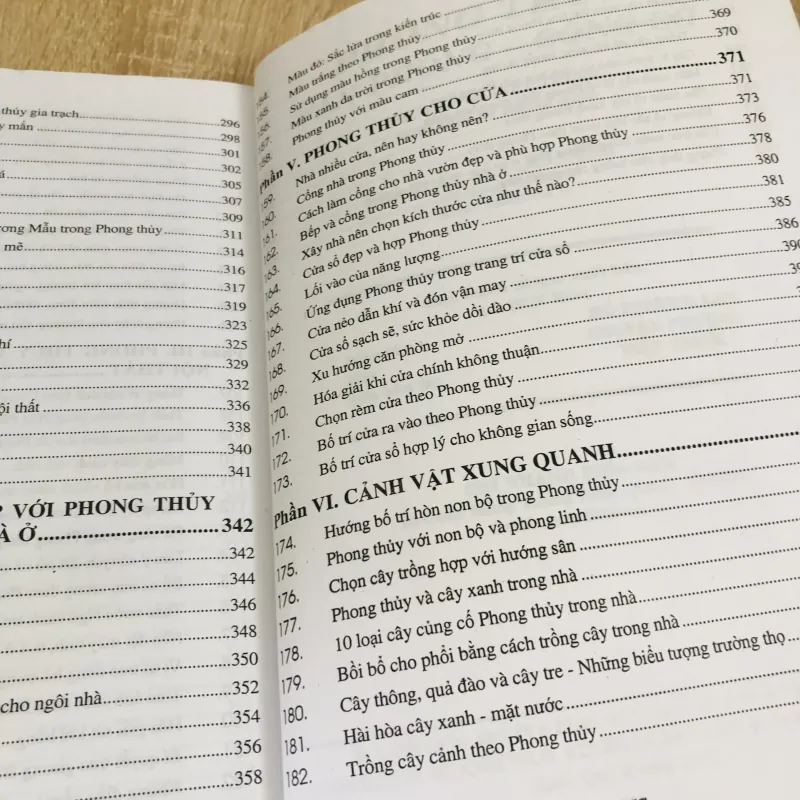 thủy gia trạch.....296
y mắn.....298
.....301
.....302
á.....305
.....307
.....309
ương Mẫu trong Phong thủy.....311
mẽ.....314
.....316
.....317
.....319
.....323
hí.....325
.....329
.....332
ội thất.....336
.....338
.....340
.....341
VỚI PHONG THỦY
À Ở.....342
.....342
.....344
.....346
.....348
.....350
cho ngôi nhà.....352
.....354
.....356
.....358
154. Màu đỏ: Sắc lửa trong kiến trúc.....
155. Màu trắng theo Phong thủy.....
156. Sử dụng màu hồng trong Phong thủy.....
157. Màu xanh da trời trong Phong thủy.....369
158. Phong thủy với màu cam.....370
Phần V. PHONG THỦY CHO CỬA.....371
159. Nhà nhiều cửa, nên hay không nên?.....371
160. Cổng nhà trong Phong thủy.....373
161. Cách làm cổng cho nhà vườn đẹp và phù hợp Phong thủy.....376
162. Bếp và cổng trong Phong thủy nhà ở.....378
163. Xây nhà nên chọn kích thước cửa như thế nào?.....380
164. Cửa sổ đẹp và hợp Phong thủy.....381
165. Lối vào của năng lượng.....385
166. Ứng dụng Phong thủy trong trang trí cửa sổ.....386
167. Cửa nẻo dẫn khí và đón vận may.....390
168. Cửa sổ sạch sẽ, sức khỏe dồi dào.....
169. Xu hướng căn phòng mở.....
170. Hóa giải khi cửa chính không thuận.....
171. Chọn rèm cửa theo Phong thủy.....
172. Bố trí cửa ra vào theo Phong thủy.....
173. Bố trí cửa sổ hợp lý cho không gian sống.....
Phần VI. CẢNH VẬT XUNG QUANH.....
174. Hướng bố trí hòn non bộ trong Phong thủy.....
175. Phong thủy với non bộ và phong linh.....
176. Chọn cây trồng hợp với hướng sân.....
177. Phong thủy và cây xanh trong nhà.....
178. 10 loại cây củng cố Phong thủy trong nhà.....
179. Bồi bổ cho phổi bằng cách trồng cây trong nhà.....
180. Cây thông, quả đào và cây tre - Những biểu tượng trường thọ.....
181. Hài hòa cây xanh - mặt nước.....
182. Trồng cây cảnh theo Phong thủy.....